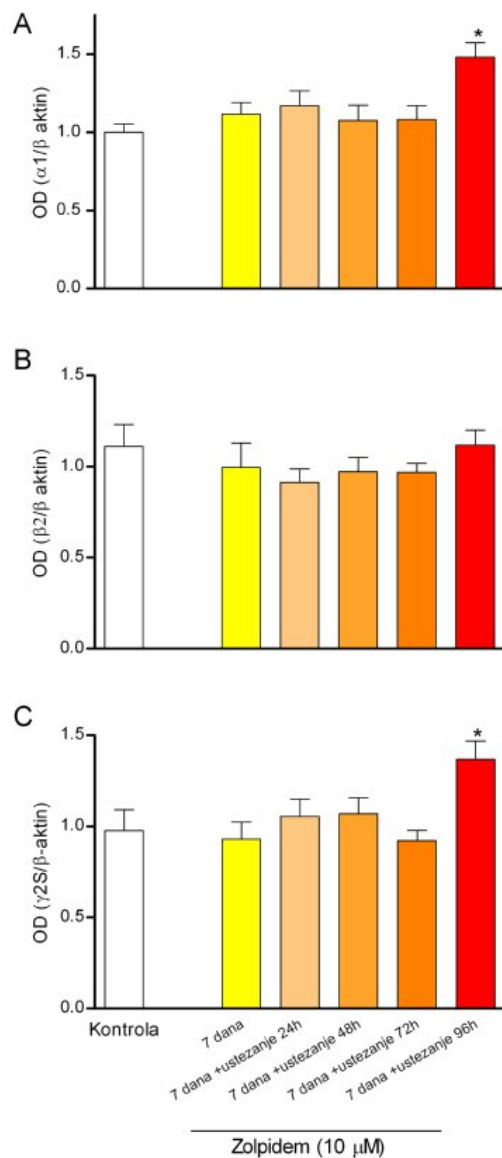 A
*
1.5
1.0
0.5
0.0
OD (α1/β aktin)
B
1.5
1.0
0.5
0.0
OD (β2/β aktin)
C
*
1.5
1.0
0.5
0.0
OD (γ2S/β-aktin)
Kontrola
7 dana
7 dana +ustezanje 24h
7 dana +ustezanje 48h
7 dana +ustezanje 72h
7 dana +ustezanje 96h
Zolpidem (10 μM)